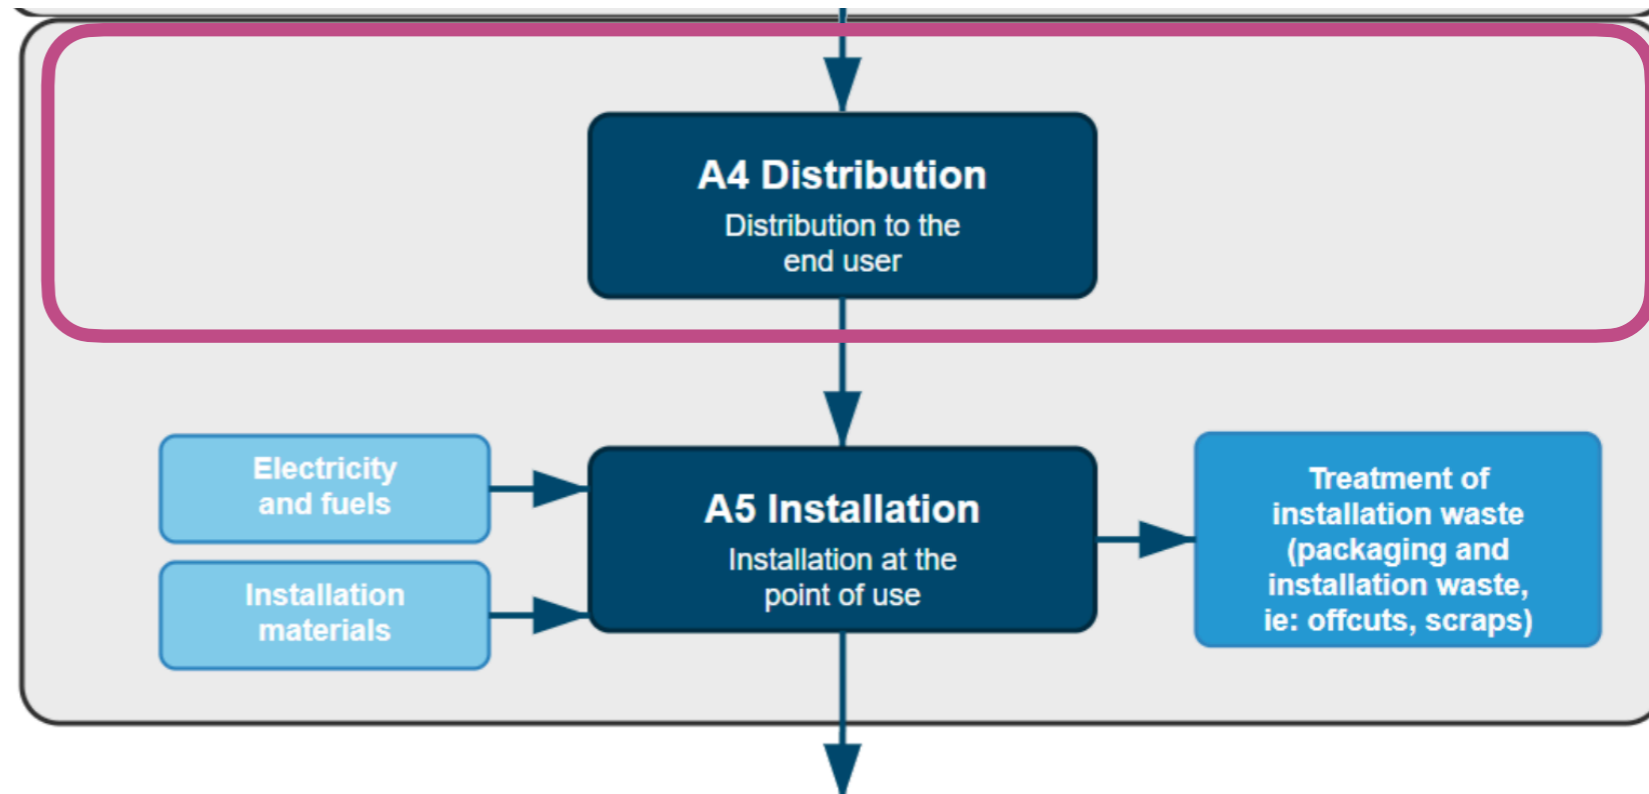 A4 Distribution
Distribution to the
end user
Electricity
and fuels
Installation
materials
A5 Installation
Installation at the
point of use
Treatment of
installation waste
(packaging and
installation waste,
ie: offcuts, scraps)